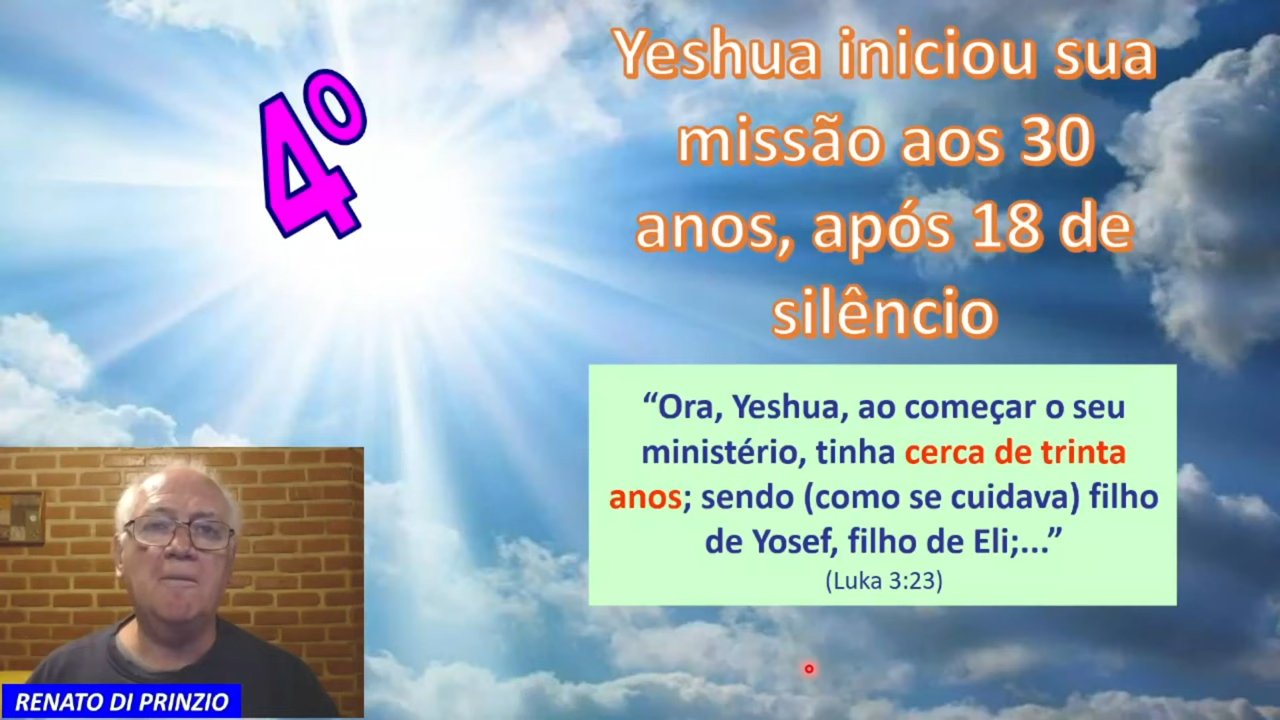 4º
Yeshua iniciou sua
missão aos 30
anos, após 18 de
silêncio
“Ora, Yeshua, ao começar o seu
ministério, tinha cerca de trinta
anos; sendo (como se cuidava) filho
de Yosef, filho de Eli;...”
(Luka 3:23)
RENATO DI PRINZIO